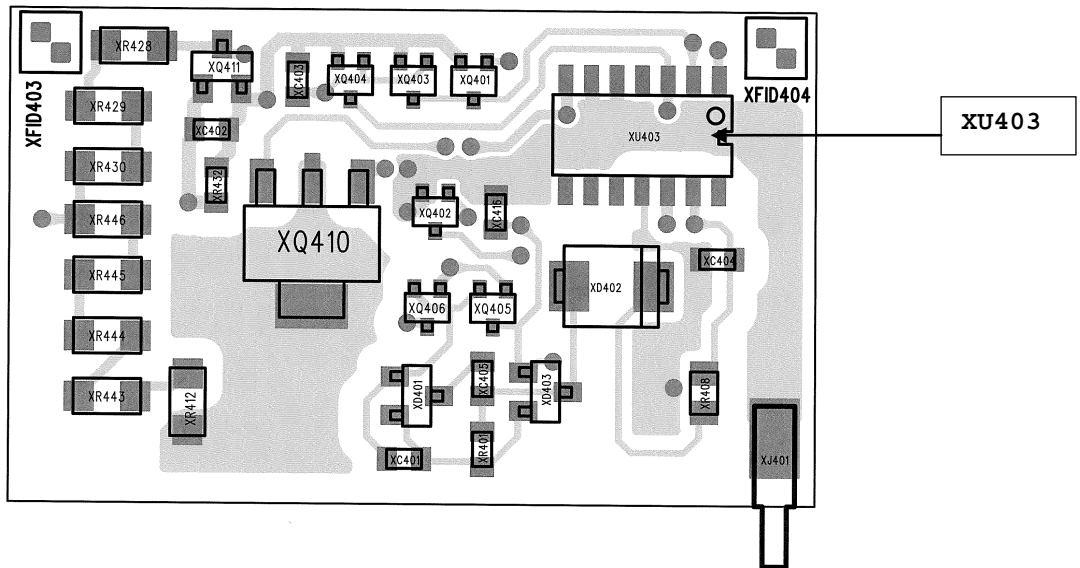 XFID403
XR428
XQ411
XC403
XQ404
XQ403
XQ401
XFID404
XR429
XC402
XU403
XU403
XR430
XR432
XR446
XQ410
XQ402
XC416
XR445
XD402
XC404
XR444
XQ406
XQ405
XR443
XR412
XD401
XC405
XD403
XR408
XC401
XR401
XJ401